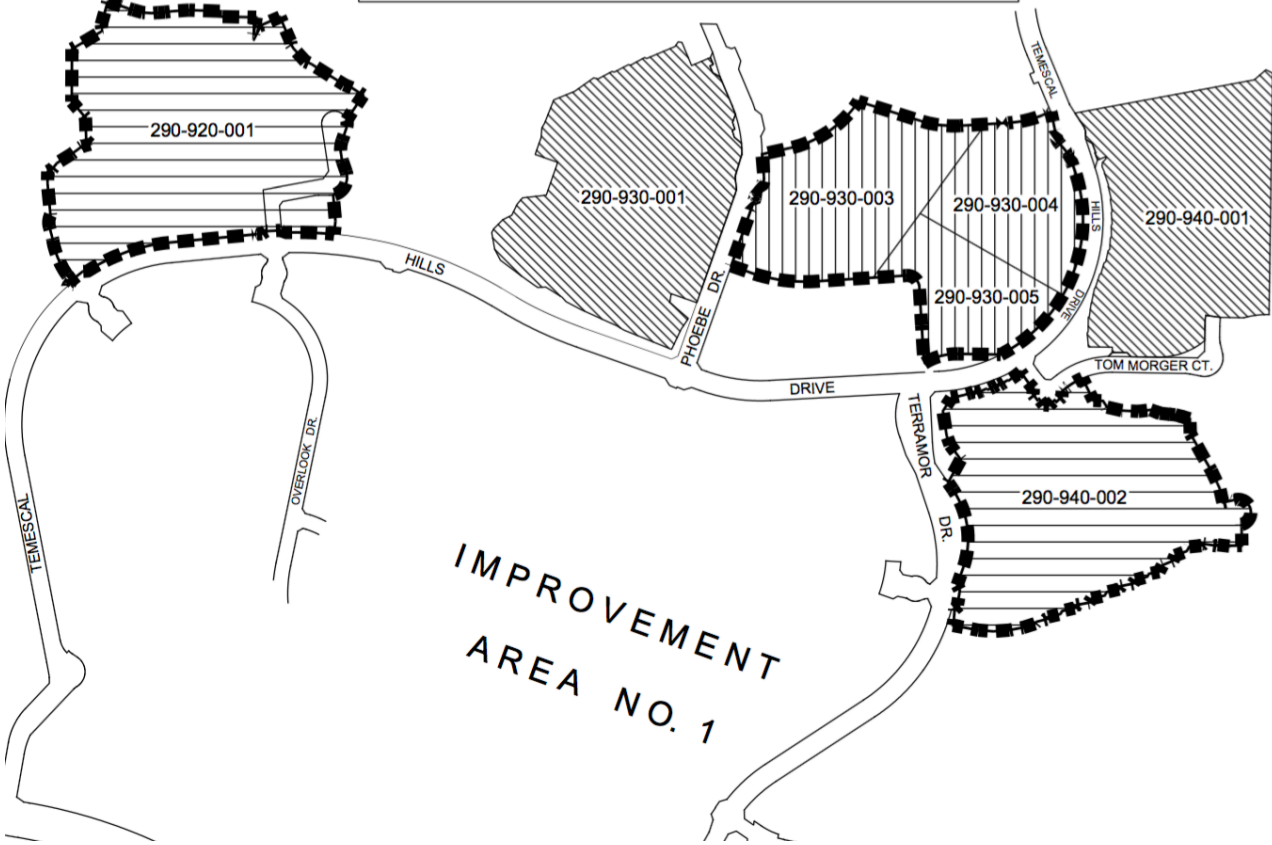 TEMESCAL
290-920-001
290-930-001
290-930-003
290-930-004
290-940-001
HILLS
HILLS
290-930-005
DRIVE
PHOEBE DR.
DRIVE
TOM MORGER CT.
TERRAMOR
DR.
OVERLOOK DR.
290-940-002
TEMESCAL
IMPROVEMENT
AREA NO. 1